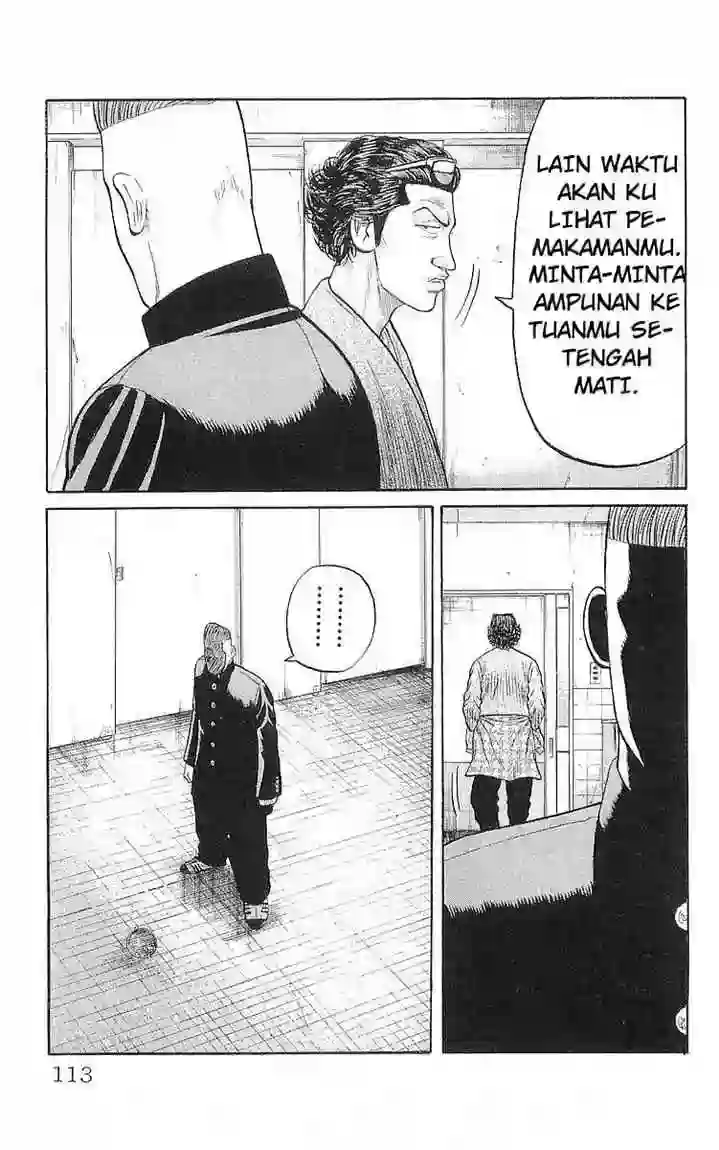 LAIN WAKTU
AKAN KU
LIHAT PE-
MAKAMANMU.
MINTA-MINTA
AMPUNAN KE
TUANMU SE-
TENGAH
MATI.
113